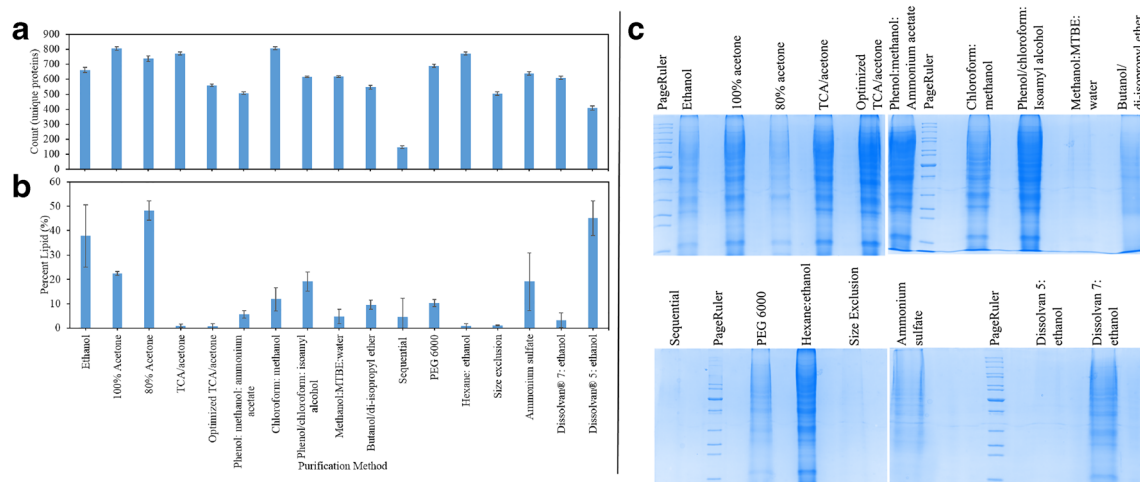 a
900
800
700
600
500
400
300
200
100
0
Count (unique proteins)
b
60
50
40
30
20
10
0
Percent Lipid (%)
Ethanol
100% Acetone
80% Acetone
TCA/acetone
Optimized TCA/acetone
Phenol: methanol: ammonium
acetate
Chloroform: methanol
Phenol/chloroform: isoamyl
alcohol
Methanol:MTBE:water
Butanol/di-isopropyl ether
Sequential
PEG 6000
Hexane: ethanol
Size exclusion
Ammonium sulfate
Dissolvan® 7: ethanol
Dissolvan® 5: ethanol
Purification Method
c
PageRuler
Ethanol
100% acetone
80% acetone
TCA/acetone
Optimized
TCA/acetone
Phenol:methanol:
Ammonium acetate
PageRuler
Chloroform:
methanol
Phenol/chloroform:
Isoamyl alcohol
Methanol:MTBE:
water
Butanol/
di-isopropyl ether
Sequential
PageRuler
PEG 6000
Hexane:ethanol
Size Exclusion
Ammonium
sulfate
PageRuler
Dissolvan 5:
ethanol
Dissolvan 7:
ethanol